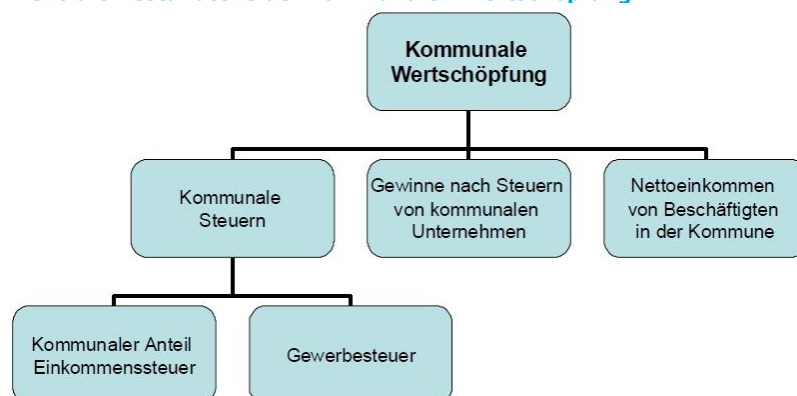 Kommunale
Wertschöpfung
Kommunale
Steuern
Gewinne nach Steuern
von kommunalen
Unternehmen
Nettoeinkommen
von Beschäftigten
in der Kommune
Kommunaler Anteil
Einkommenssteuer
Gewerbesteuer